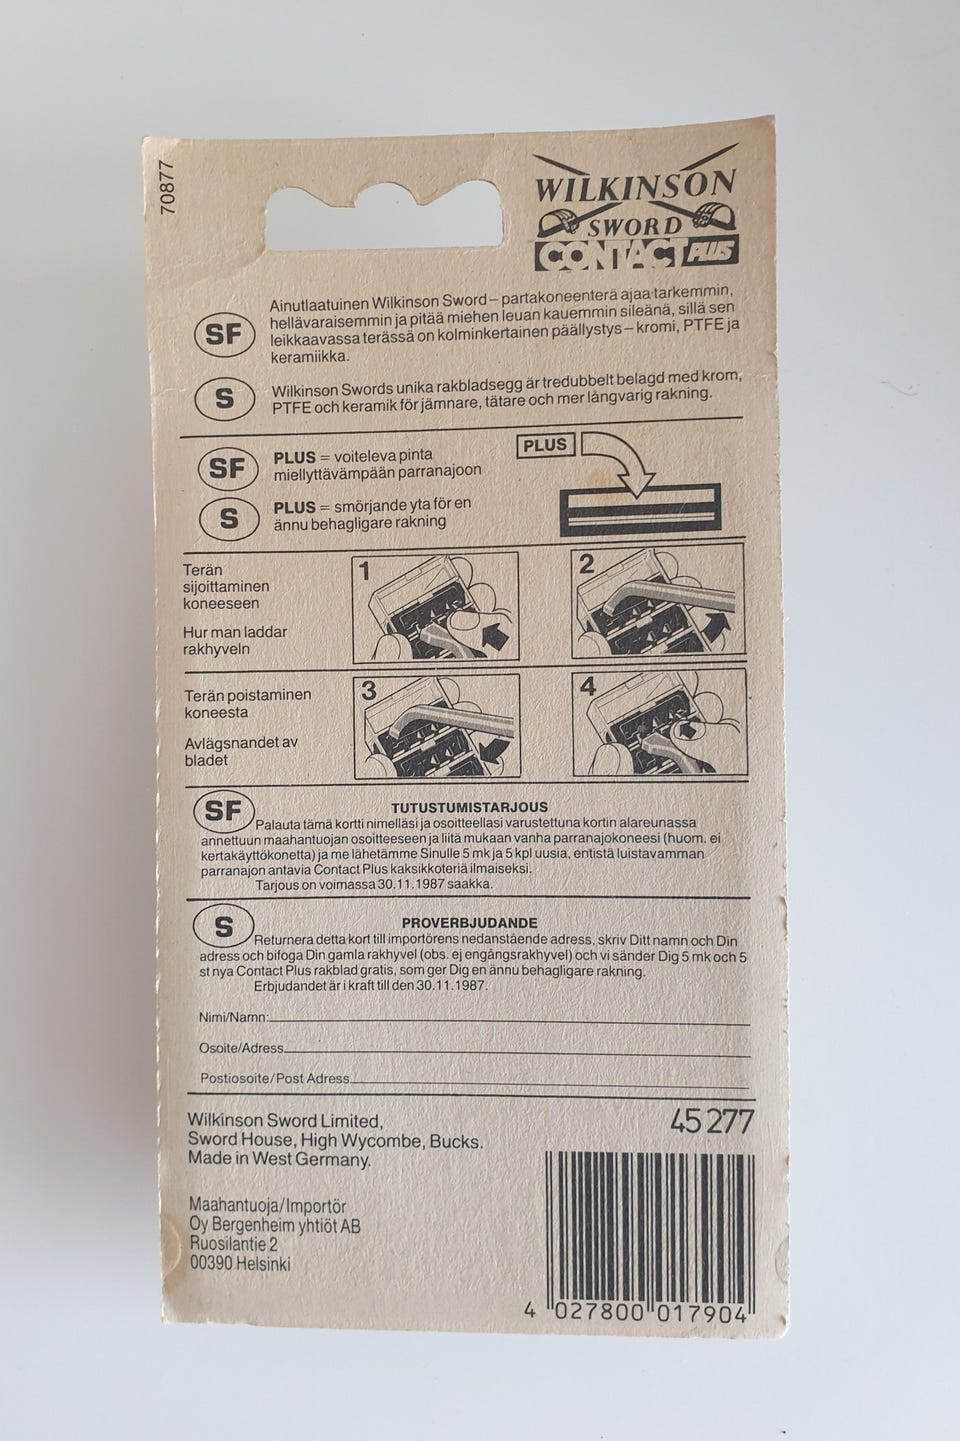 70877
WILKINSON
SWORD
CONTACT PLUS
SF
Ainutlaatuinen Wilkinson Sword – partakoneenterä ajaa tarkemmin,
hellävaraisemmin ja pitää miehen leuan kauemmin sileänä, sillä sen
leikkaavassa terässä on kolminkertainen päällystys – kromi, PTFE ja
keramiikka.
S
Wilkinson Swords unika rakbladsegg är tredubbelt belagd med krom,
PTFE och keramik för jämnare, tätare och mer långvarig rakning.
SF
PLUS = voiteleva pinta
miellyttävämpään parranajoon
S
PLUS = smörjande yta för en
ännu behagligare rakning
PLUS
Terän
sijoittaminen
koneeseen
Hur man laddar
rakhyveln
1
2
Terän poistaminen
koneesta
Avlägsnandet av
bladet
3
4
SF
TUTUSTUMISTARJOUS
Palauta tämä kortti nimelläsi ja osoitteellasi varustettuna kortin alareunassa
annettuun maahantuojan osoitteeseen ja liitä mukaan vanha parranajokoneesi (huom. ei
kertakäyttökonetta) ja me lähetämme Sinulle 5 mk ja 5 kpl uusia, entistä luistavamman
parranajon antavia Contact Plus kaksikkoteriä ilmaiseksi.
Tarjous on voimassa 30.11.1987 saakka.
S
PROVERBJUDANDE
Returnera detta kort till importörens nedanstående adress, skriv Ditt namn och Din
adress och bifoga Din gamla rakhyvel (obs. ej engångsrakhyvel) och vi sänder Dig 5 mk och 5
st nya Contact Plus rakblad gratis, som ger Dig en ännu behagligare rakning.
Erbjudandet är i kraft till den 30.11.1987.
Nimi/Namn:
Osoite/Adress
Postiosoite/Post Adress
Wilkinson Sword Limited,
Sword House, High Wycombe, Bucks.
Made in West Germany.
45 277
Maahantuoja/Importör
Oy Bergenheim yhtiöt AB
Ruosilantie 2
00390 Helsinki
4 027800 017904